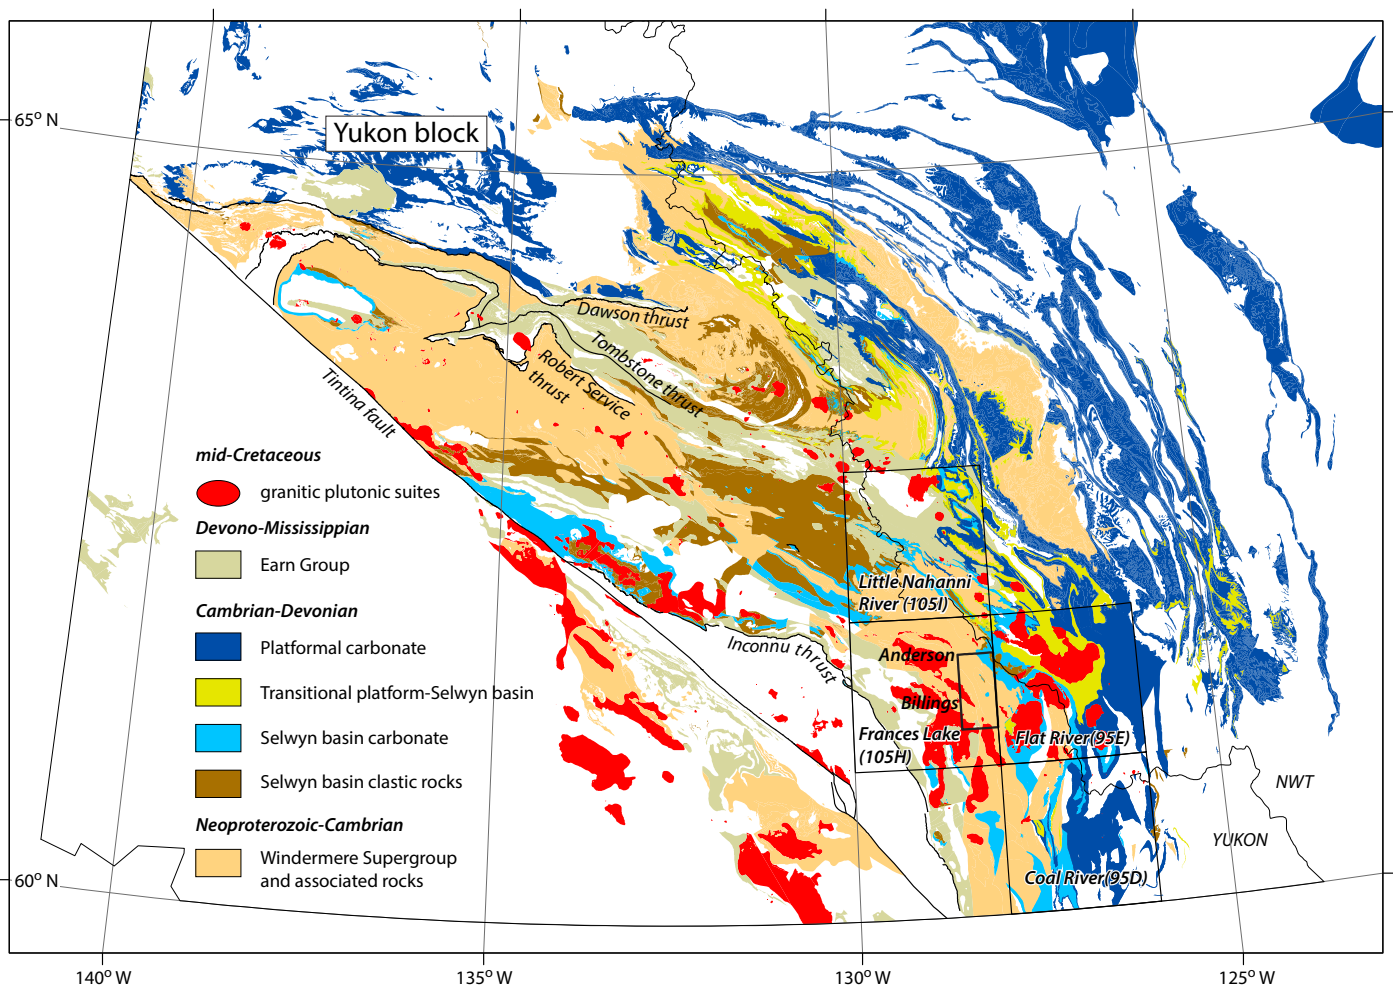 65° N
Yukon block
Dawson thrust
Tombstone thrust
Robert Service
thrust
Tintina fault
mid-Cretaceous
granitic plutonic suites
Devono-Mississippian
Earn Group
Cambrian-Devonian
Platformal carbonate
Transitional platform-Selwyn basin
Selwyn basin carbonate
Selwyn basin clastic rocks
Neoproterozoic-Cambrian
Windermere Supergroup
and associated rocks
Little Nahanni
River (105I)
Inconnu thrust
Anderson
Billings
Frances Lake
(105H)
Flat River(95E)
NWT
YUKON
Coal River(95D)
60° N
140° W
135° W
130° W
125° W